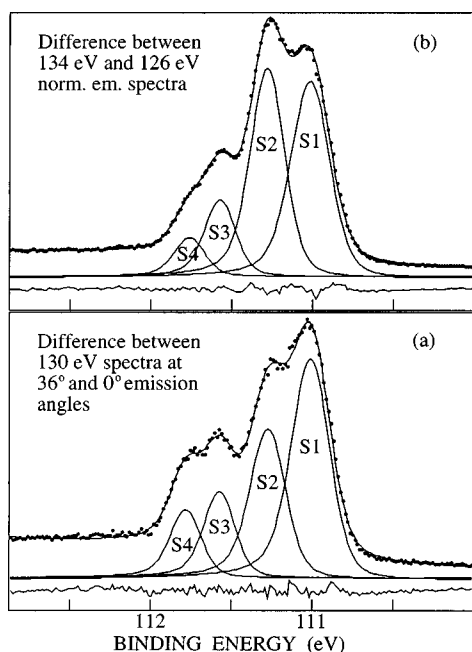 Difference between
134 eV and 126 eV
norm. em. spectra
(b)
S2
S1
S3
S4
Difference between
130 eV spectra at
36° and 0° emission
angles
(a)
S1
S2
S3
S4
112
111
BINDING ENERGY (eV)